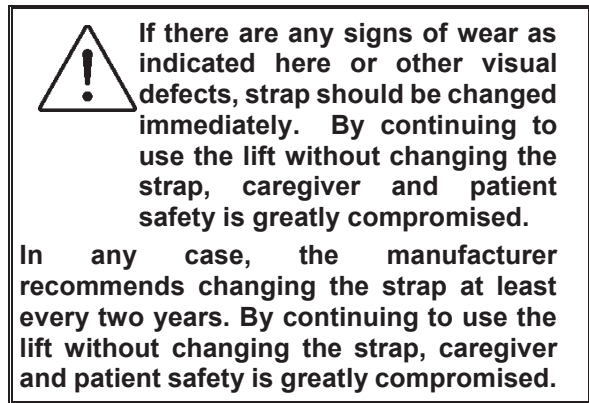 If there are any signs of wear as
indicated here or other visual
defects, strap should be changed
immediately. By continuing to
use the lift without changing the
strap, caregiver and patient
safety is greatly compromised.
In any case, the manufacturer
recommends changing the strap at least
every two years. By continuing to use the
lift without changing the strap, caregiver
and patient safety is greatly compromised.